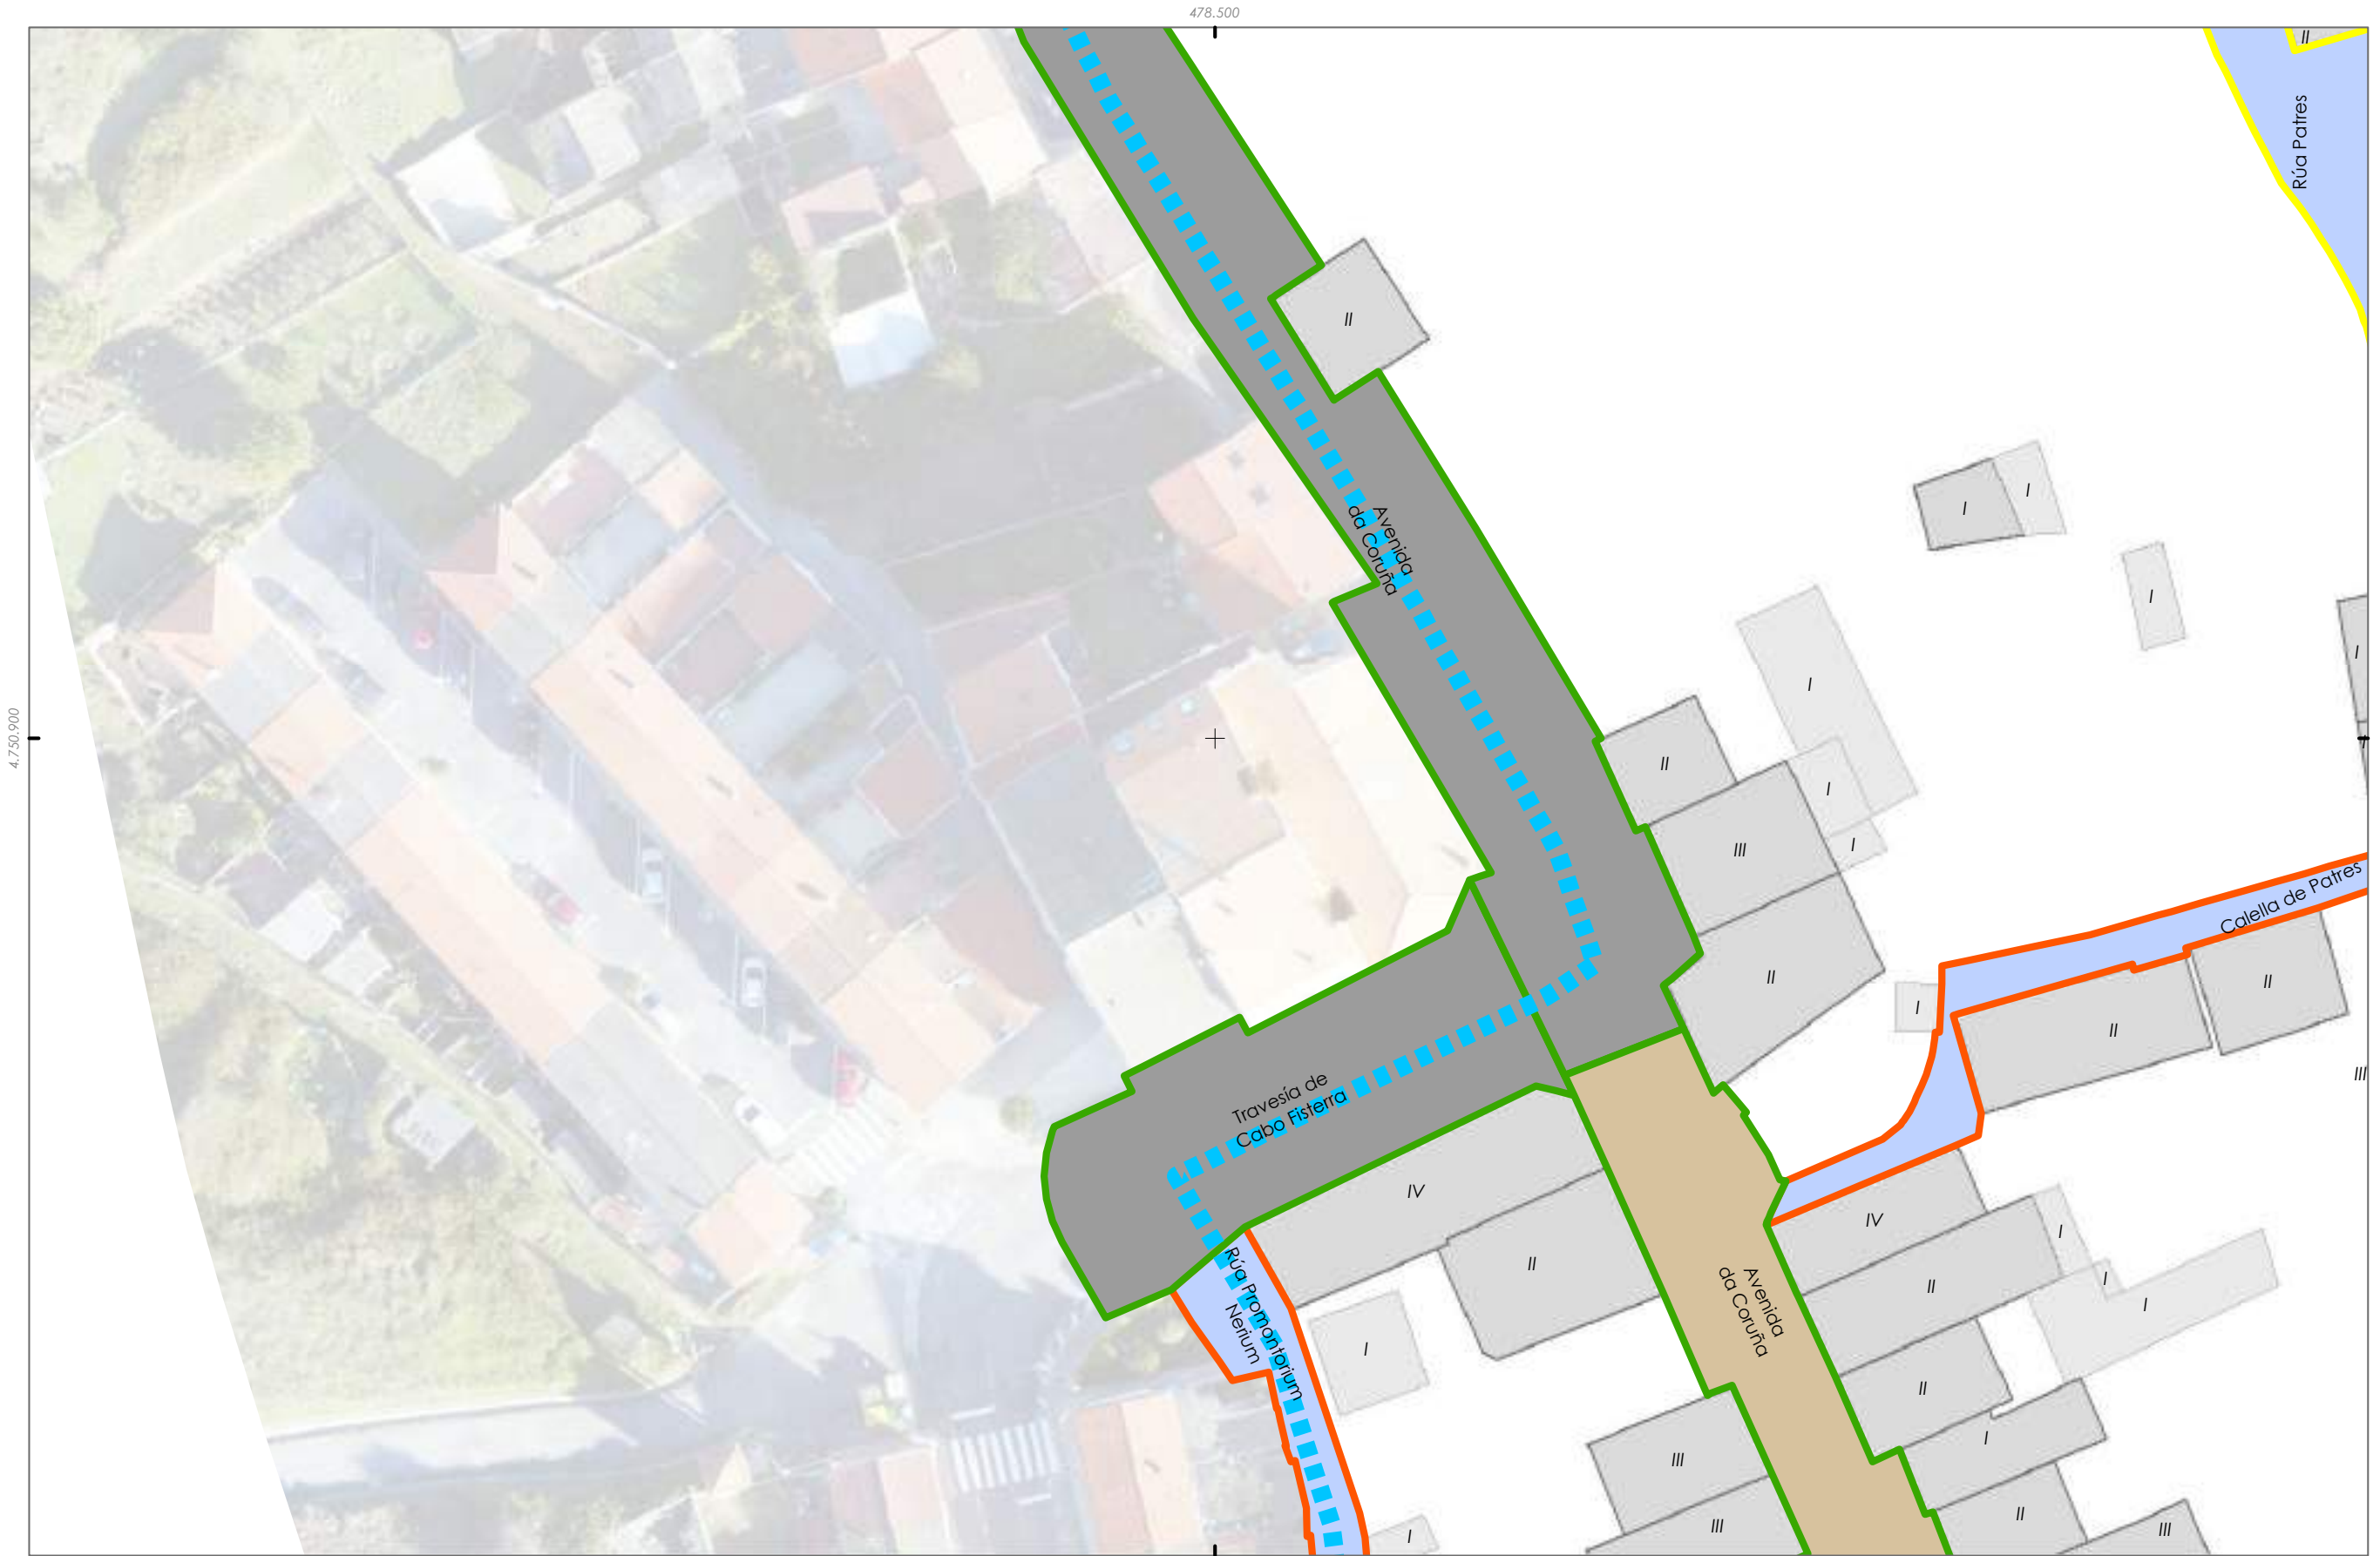 478.500
II
Rúa Patres
II
Avenida
da Coruña
I
I
I
I
I
4.750.900
II
I
I
III
I
Calella de Patres
II
II
I
II
III
Travesía de
Cabo Fisterra
IV
IV
II
Rúa Promontorium
Nerium
I
Avenida
da Coruña
I
II
I
I
I
II
I
III
II
III
III
I